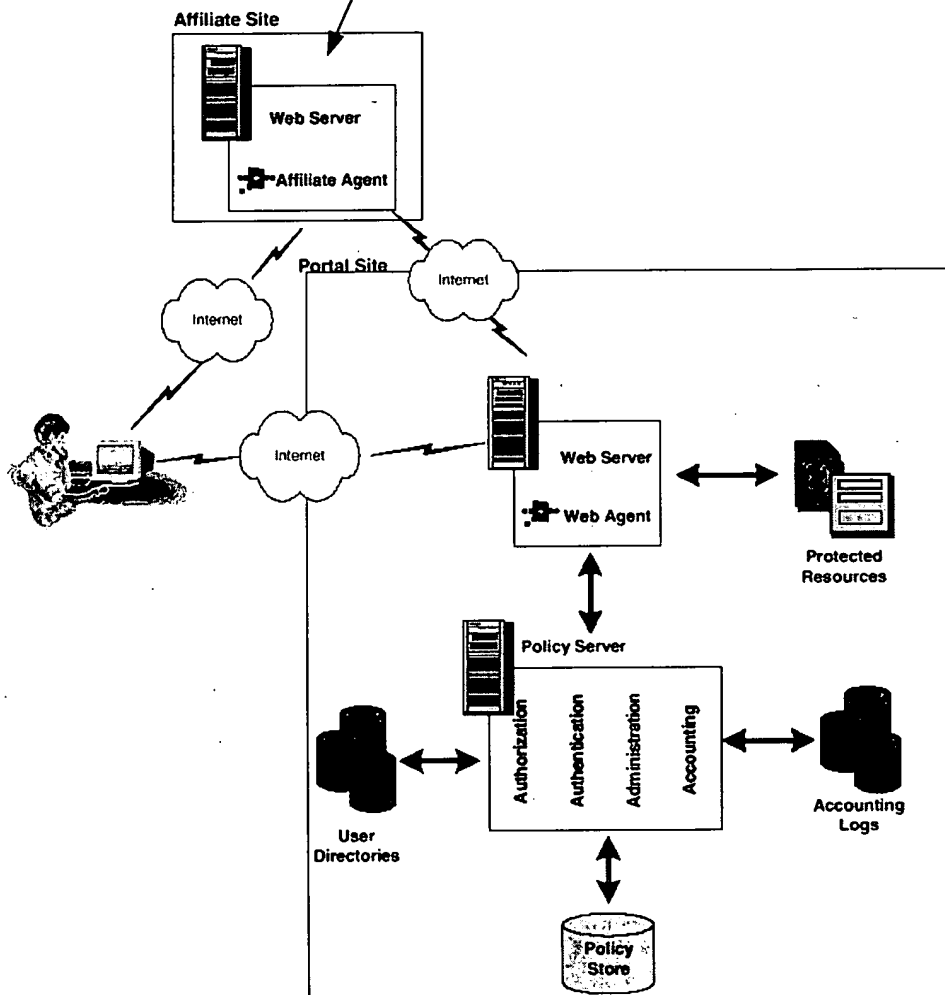 Affiliate Site
Web Server
Affiliate Agent
Portal Site
Internet
Internet
Internet
Web Server
Web Agent
Protected
Resources
Policy Server
Authorization
Authentication
Administration
Accounting
User
Directories
Accounting
Logs
Policy
Store